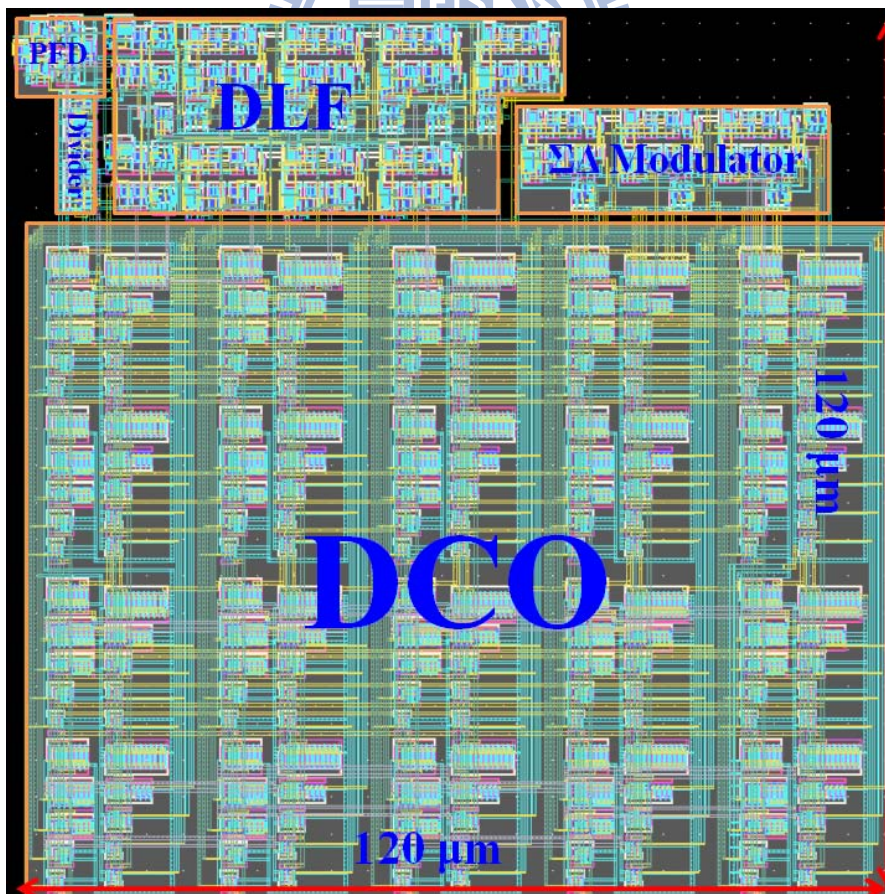 PFD
DLF
Divider
ΣΔ Modulator
120 μm
DCO
120 μm